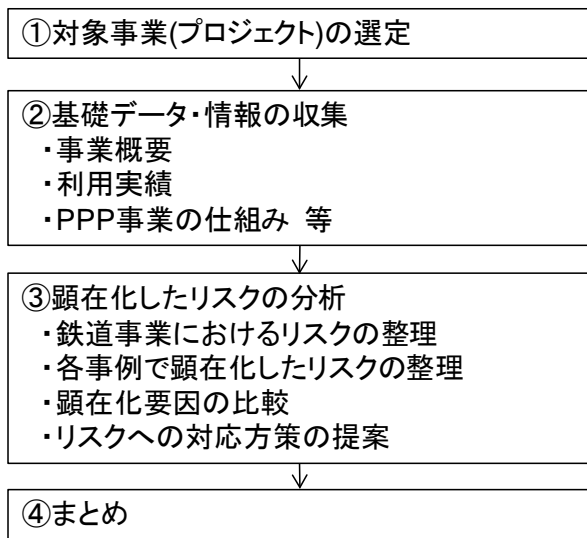 ①対象事業(プロジェクト)の選定
②基礎データ・情報の収集
・事業概要
・利用実績
・PPP事業の仕組み 等
③顕在化したリスクの分析
・鉄道事業におけるリスクの整理
・各事例で顕在化したリスクの整理
・顕在化要因の比較
・リスクへの対応方策の提案
④まとめ